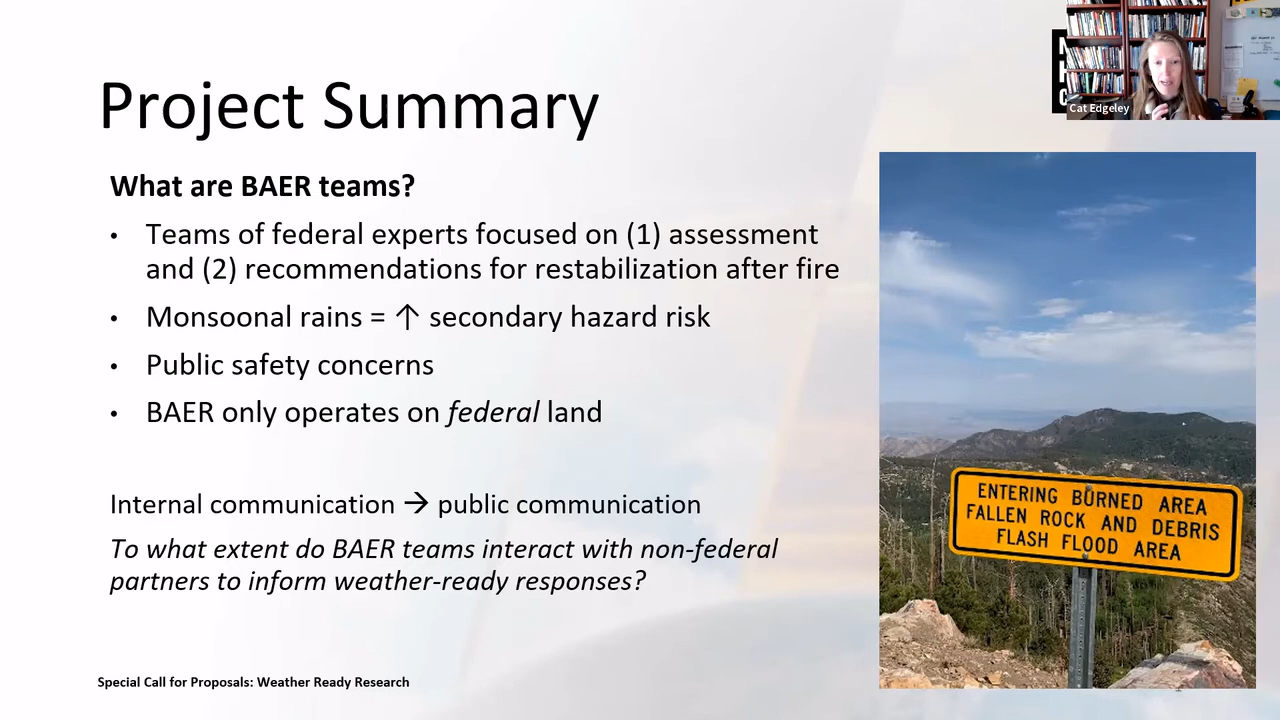 Project Summary
What are BAER teams?
• Teams of federal experts focused on (1) assessment
and (2) recommendations for restabilization after fire
• Monsoonal rains = ↑ secondary hazard risk
• Public safety concerns
• BAER only operates on federal land
Internal communication → public communication
To what extent do BAER teams interact with non-federal
partners to inform weather-ready responses?
Special Call for Proposals: Weather Ready Research
Cat Edgeley
ENTERING BURNED AREA
FALLEN ROCK AND DEBRIS
FLASH FLOOD AREA